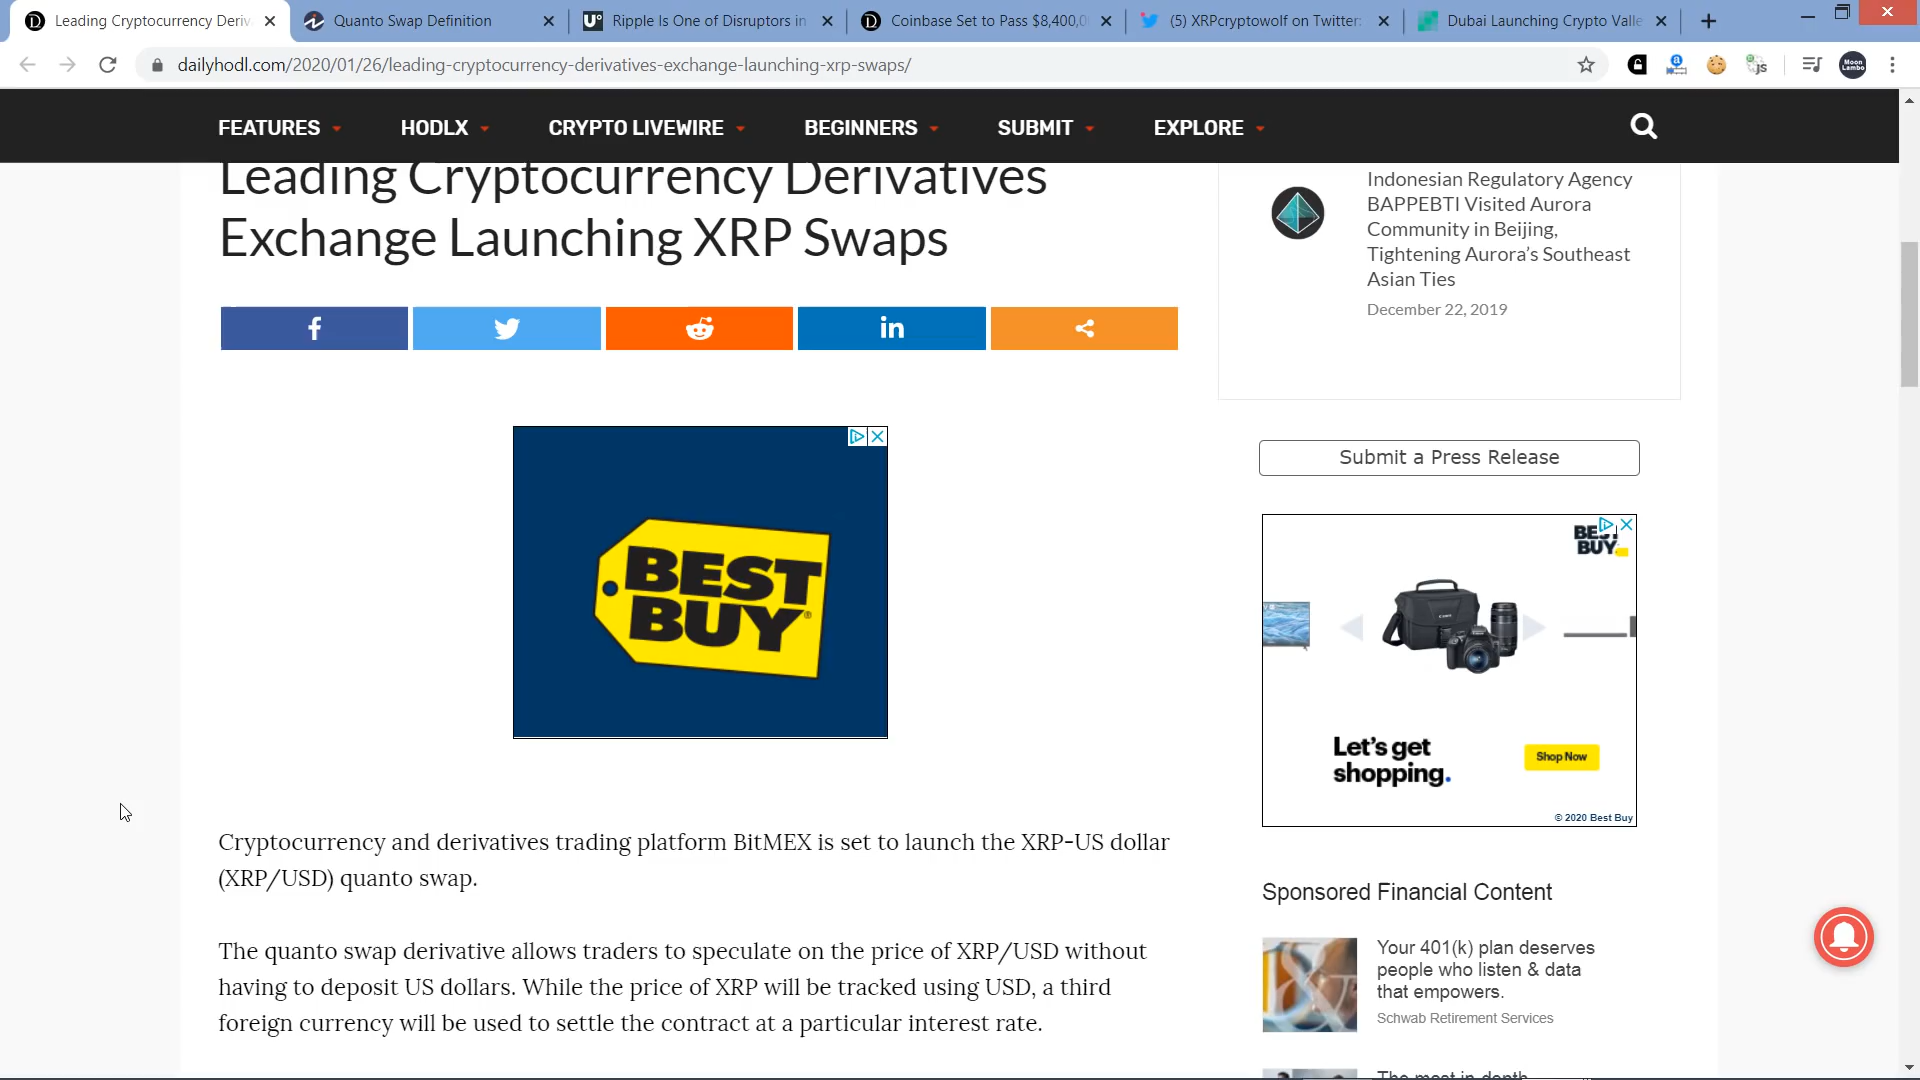 Leading Cryptocurrency Deriv
Quanto Swap Definition
Ripple Is One of Disruptors in
Coinbase Set to Pass $8,400,0
(5) XRPcryptowolf on Twitter:
Dubai Launching Crypto Valle
dailyhodl.com/2020/01/26/leading-cryptocurrency-derivatives-exchange-launching-xrp-swaps/
FEATURES
HODLX
CRYPTO LIVEWIRE
BEGINNERS
SUBMIT
EXPLORE
Leading Cryptocurrency Derivatives
Exchange Launching XRP Swaps
BEST
BUY
Cryptocurrency and derivatives trading platform BitMEX is set to launch the XRP-US dollar
(XRP/USD) quanto swap.
The quanto swap derivative allows traders to speculate on the price of XRP/USD without
having to deposit US dollars. While the price of XRP will be tracked using USD, a third
foreign currency will be used to settle the contract at a particular interest rate.
Indonesian Regulatory Agency
BAPPEBTI Visited Aurora
Community in Beijing,
Tightening Aurora's Southeast
Asian Ties
December 22, 2019
Submit a Press Release
BEST
BUY
Let's get
shopping.
Shop Now
© 2020 Best Buy
Sponsored Financial Content
Your 401(k) plan deserves
people who listen & data
that empowers.
Schwab Retirement Services
The most in-depth